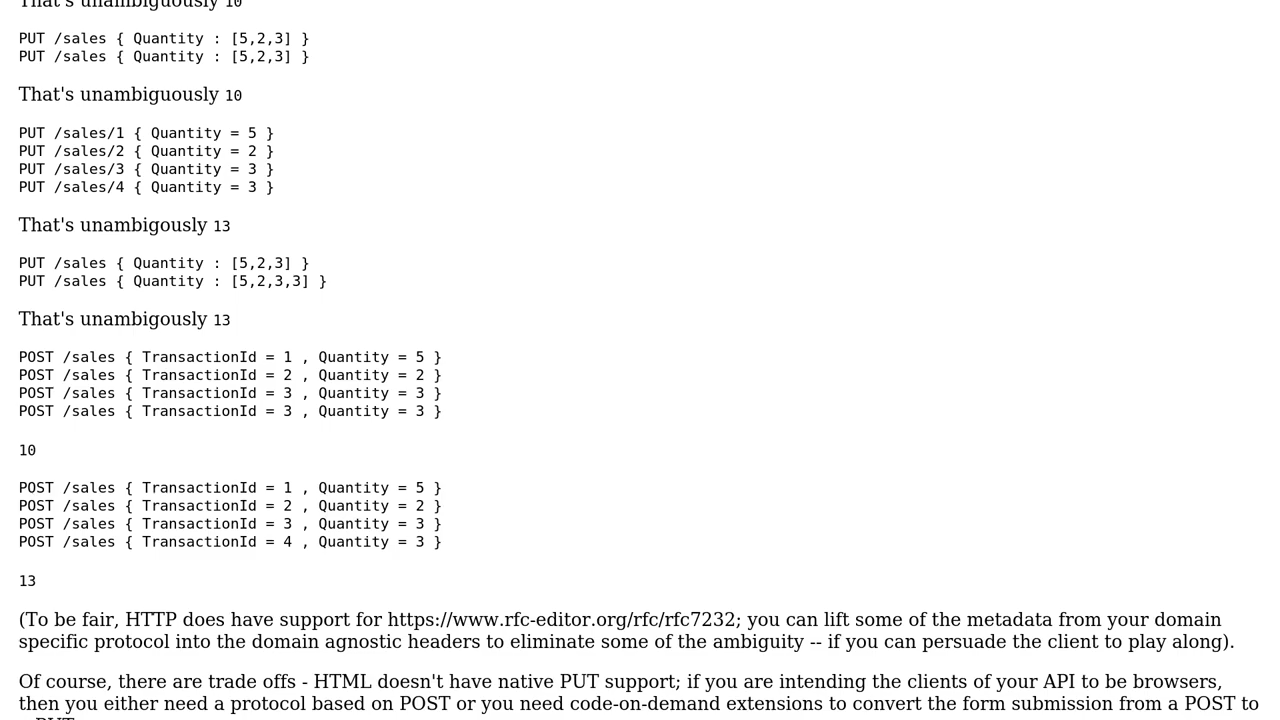 That's unambiguously 10
PUT /sales { Quantity : [5,2,3] }
PUT /sales { Quantity : [5,2,3] }
That's unambiguously 10
PUT /sales/1 { Quantity = 5 }
PUT /sales/2 { Quantity = 2 }
PUT /sales/3 { Quantity = 3 }
PUT /sales/4 { Quantity = 3 }
That's unambigously 13
PUT /sales { Quantity : [5,2,3] }
PUT /sales { Quantity : [5,2,3,3] }
That's unambigously 13
POST /sales { TransactionId = 1 , Quantity = 5 }
POST /sales { TransactionId = 2 , Quantity = 2 }
POST /sales { TransactionId = 3 , Quantity = 3 }
POST /sales { TransactionId = 3 , Quantity = 3 }
10
POST /sales { TransactionId = 1 , Quantity = 5 }
POST /sales { TransactionId = 2 , Quantity = 2 }
POST /sales { TransactionId = 3 , Quantity = 3 }
POST /sales { TransactionId = 4 , Quantity = 3 }
13
(To be fair, HTTP does have support for https://www.rfc-editor.org/rfc/rfc7232; you can lift some of the metadata from your domain
specific protocol into the domain agnostic headers to eliminate some of the ambiguity -- if you can persuade the client to play along).
Of course, there are trade offs - HTML doesn't have native PUT support; if you are intending the clients of your API to be browsers,
then you either need a protocol based on POST or you need code-on-demand extensions to convert the form submission from a POST to